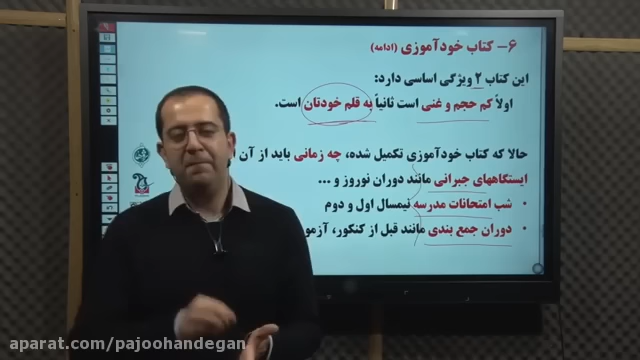 ۶- کتاب خودآموزی (ادامه)
این کتاب ۲ ویژگی اساسی دارد:
اولاً کم حجم و غنی است ثانیاً به قلم خودتان است.
حالا که کتاب خودآموزی تکمیل شده، چه زمانی باید از آن
ایستگاههای جبرانی مانند دوران نوروز و ...
• شب امتحانات مدرسه نیمسال اول و دوم
• دوران جمع بندی مانند قبل از کنکور، آزمو
aparat.com/pajoohandegan